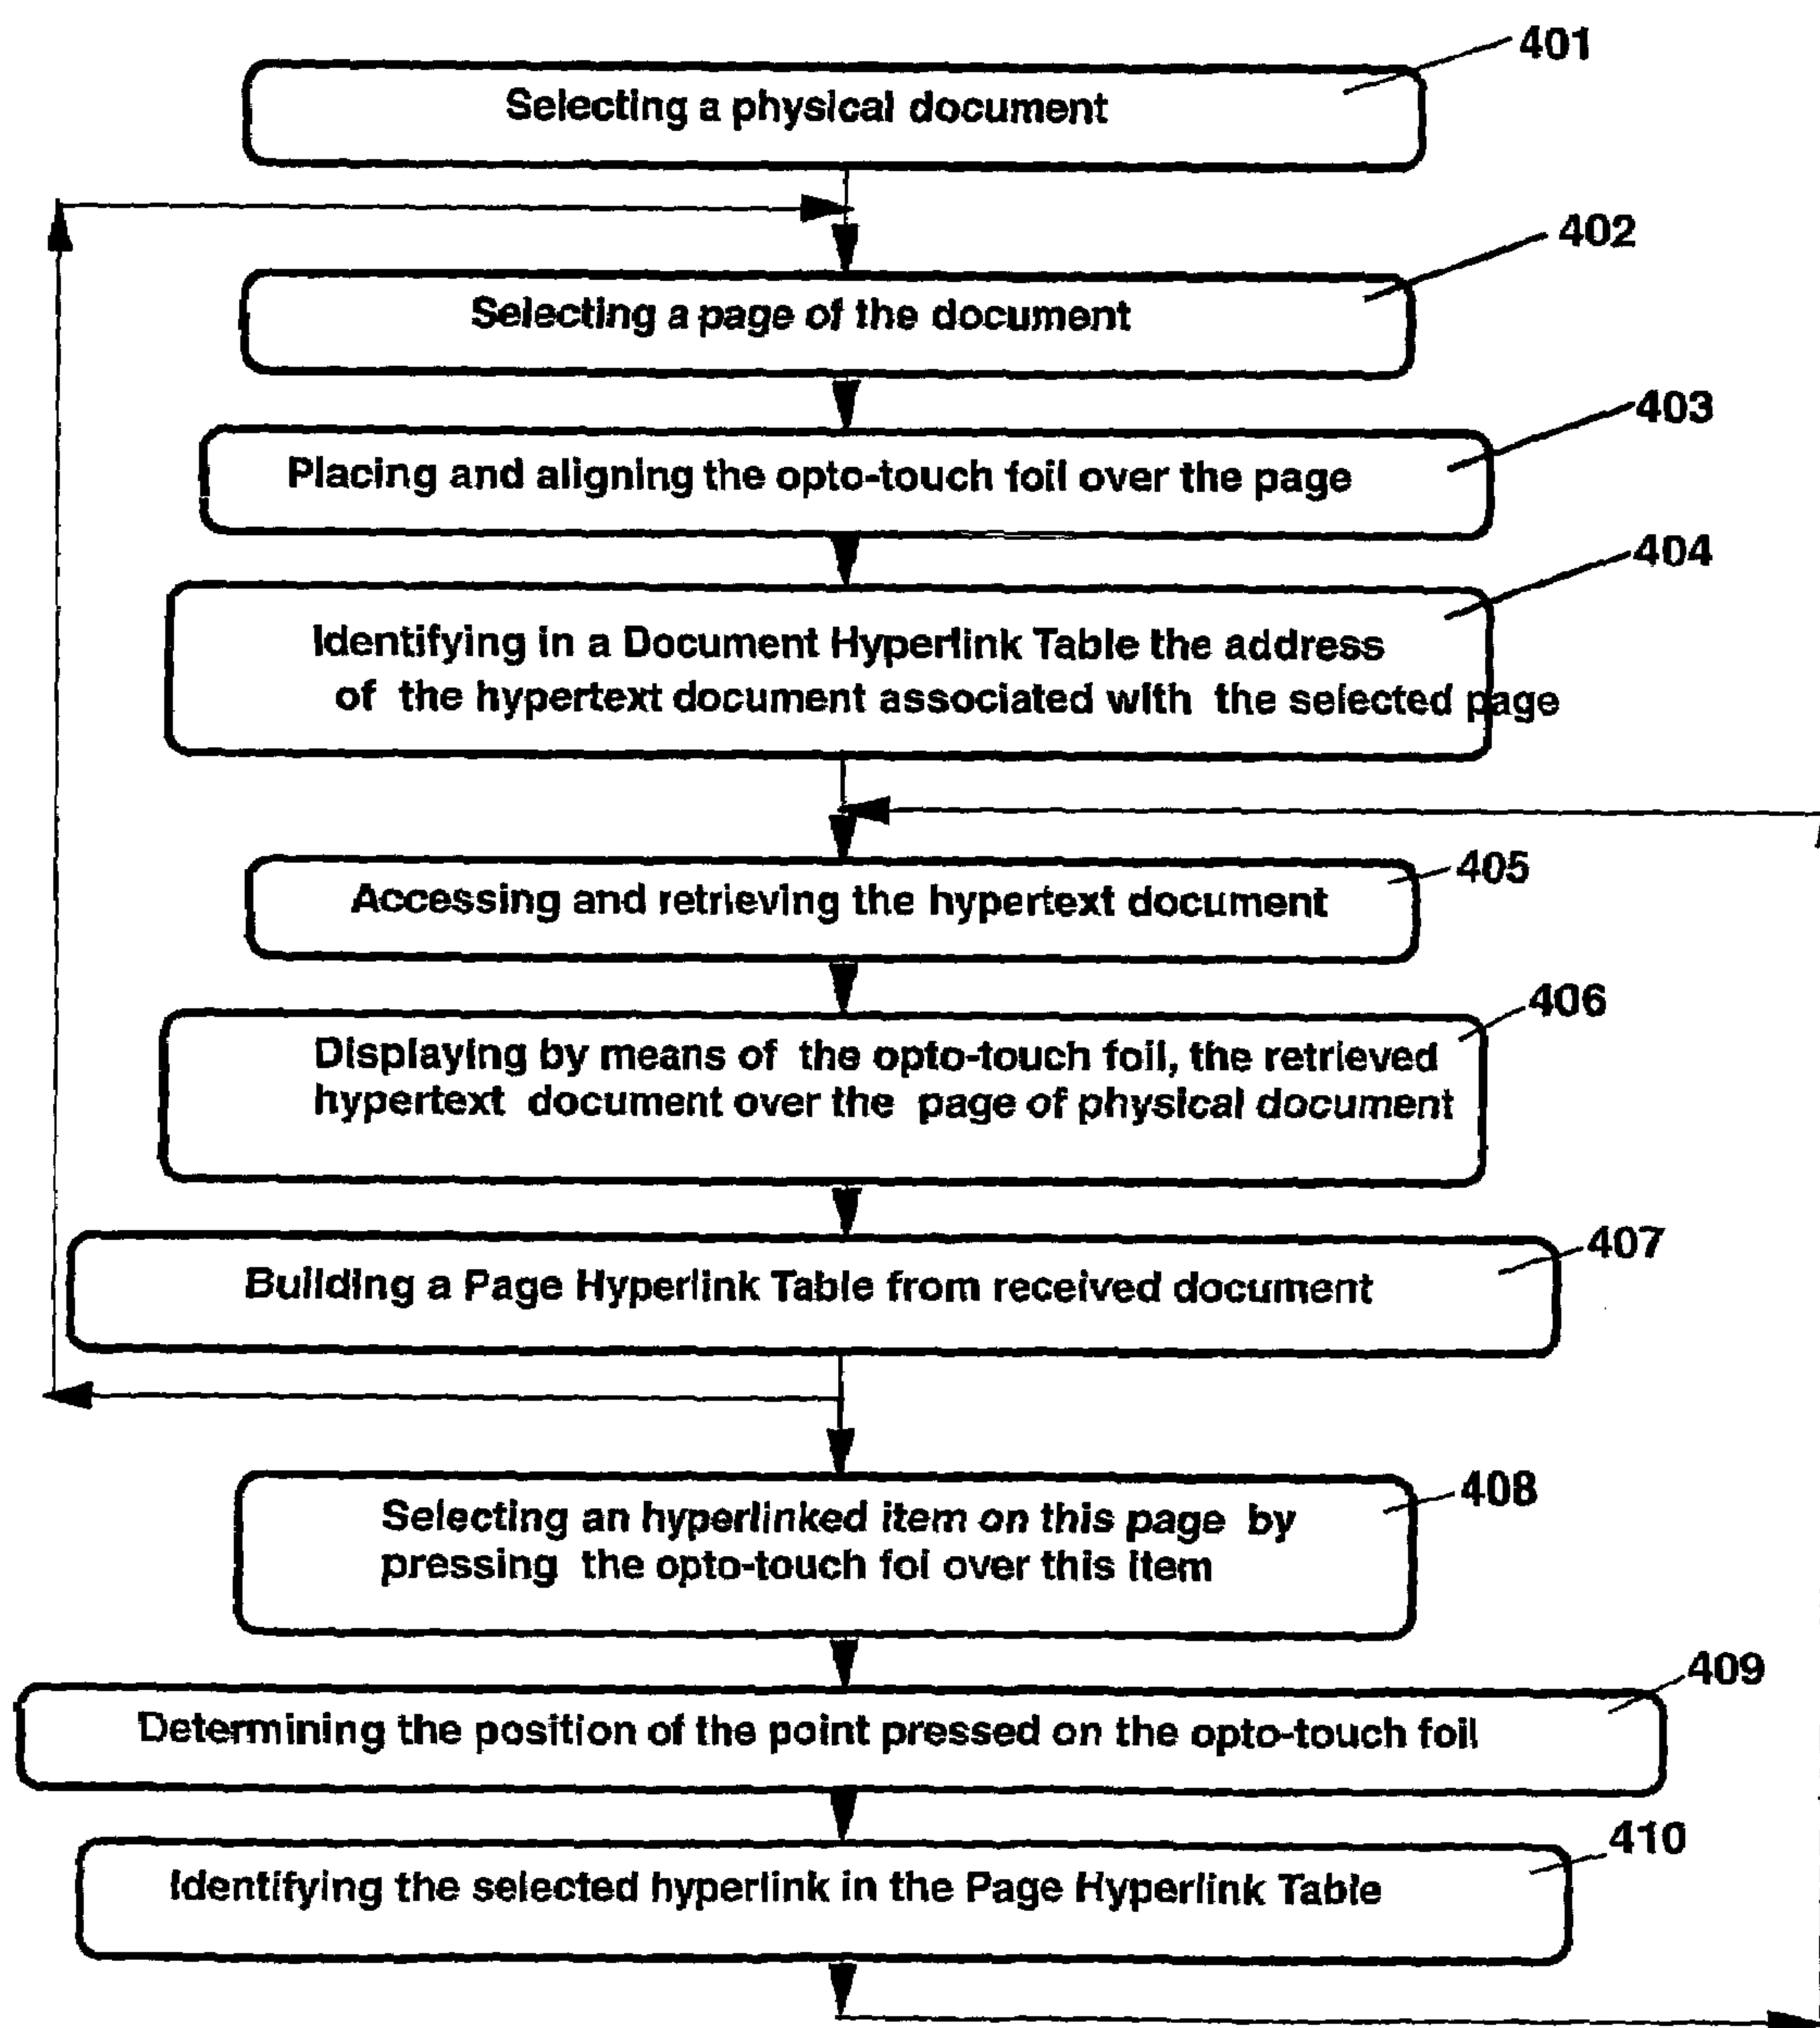 401
Selecting a physical document
402
Selecting a page of the document
403
Placing and aligning the opto-touch foil over the page
404
Identifying in a Document Hyperlink Table the address
of the hypertext document associated with the selected page
405
Accessing and retrieving the hypertext document
406
Displaying by means of the opto-touch foil, the retrieved
hypertext document over the page of physical document
407
Building a Page Hyperlink Table from received document
408
Selecting an hyperlinked item on this page by
pressing the opto-touch foi over this item
409
Determining the position of the point pressed on the opto-touch foil
410
Identifying the selected hyperlink in the Page Hyperlink Table